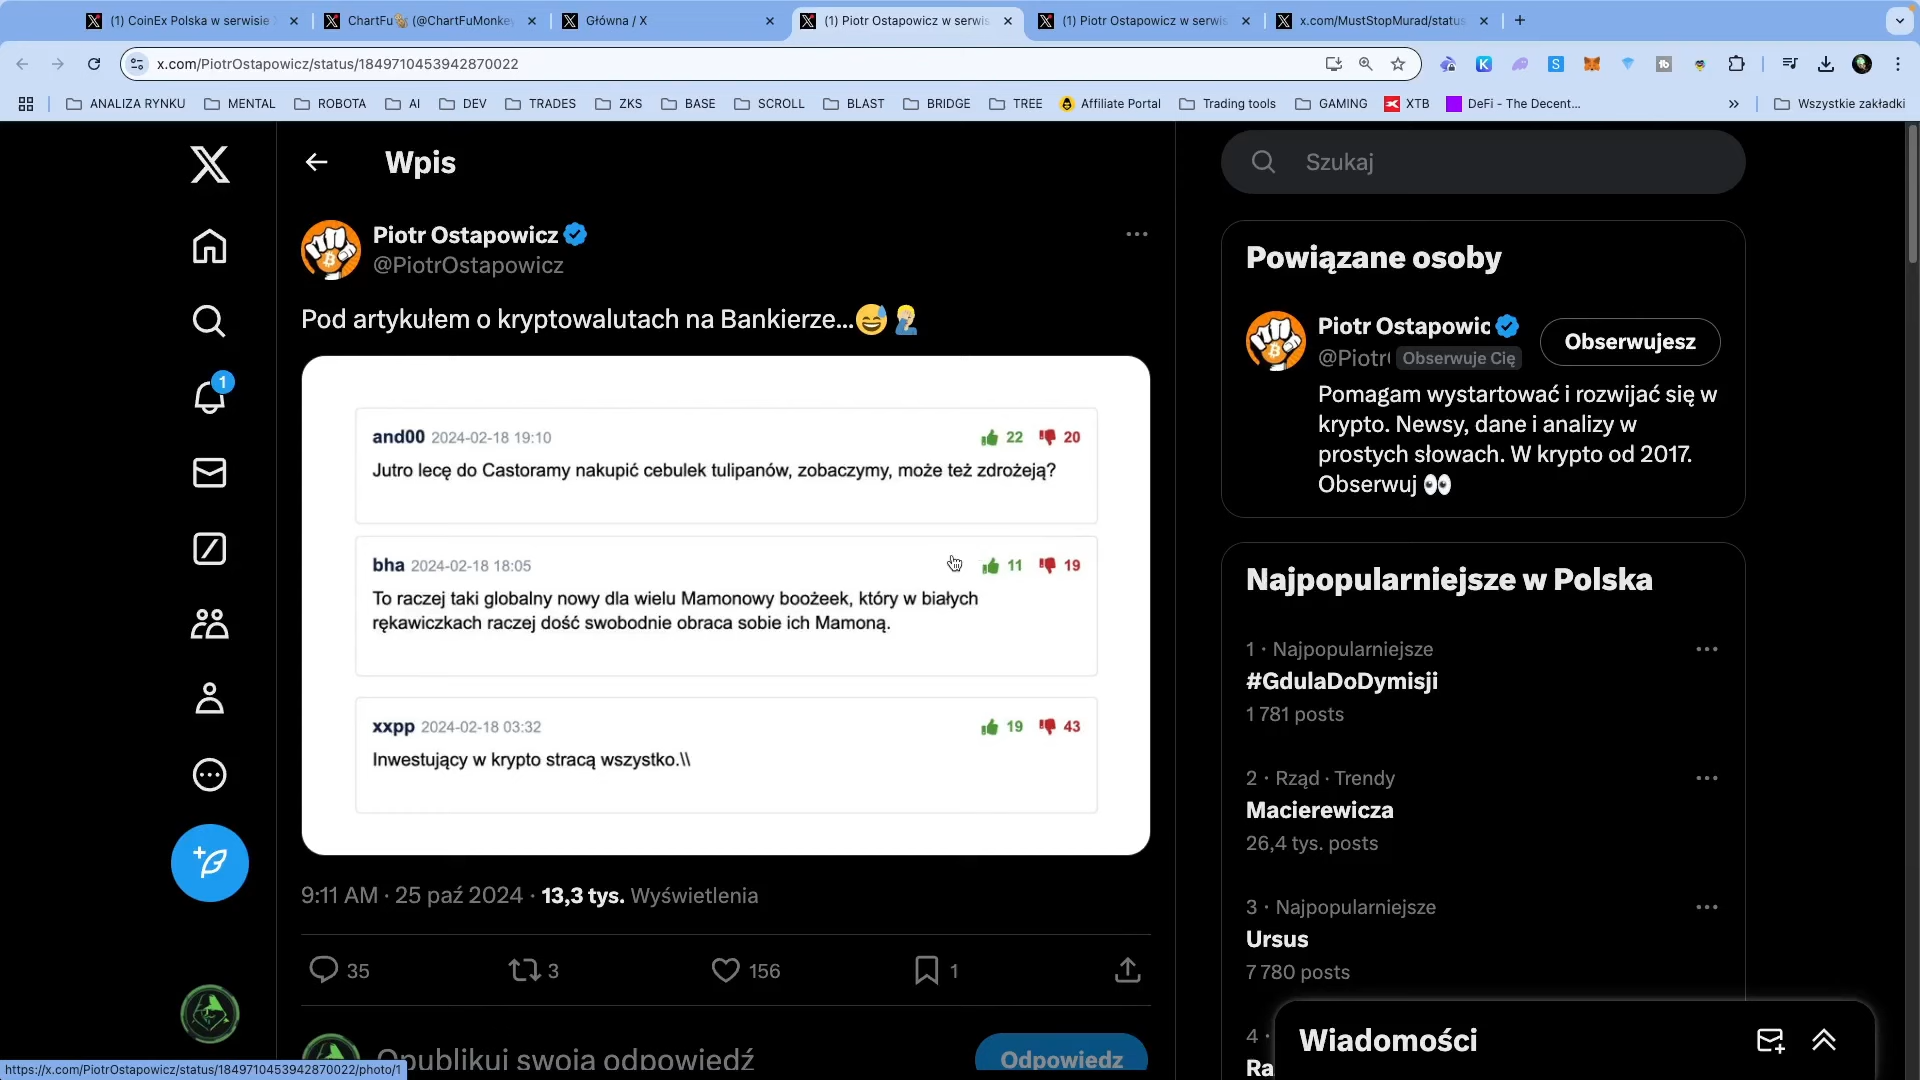 (1) CoinEx Polska w serwisie
ChartFu (@ChartFuMonkey
Główna / X
(1) Piotr Ostapowicz w serwis
(1) Piotr Ostapowicz w serwis
x.com/MustStopMurad/status
x.com/PiotrOstapowicz/status/1849710453942870022
ANALIZA RYNKU
MENTAL
ROBOTA
AI
DEV
TRADES
ZKS
BASE
SCROLL
BLAST
BRIDGE
TREE
Affiliate Portal
Trading tools
GAMING
XTB
DeFi - The Decent...
Wszystkie zakładki
Wpis
Szukaj
Piotr Ostapowicz
@PiotrOstapowicz
Pod artykułem o kryptowalutach na Bankierze...😅🤦
and00 2024-02-18 19:10 22 20
Jutro lecę do Castoramy nakupić cebulek tulipanów, zobaczymy, może też zdrożeją?
bha 2024-02-18 18:05 11 19
To raczej taki globalny nowy dla wielu Mamonowy boożeek, który w białych
rękawiczkach raczej dość swobodnie obraca sobie ich Mamoną.
xxpp 2024-02-18 03:32 19 43
Inwestujący w krypto stracą wszystko.\\
9:11 AM · 25 paź 2024 · 13,3 tys. Wyświetlenia
35 3 156 1
Opublikuj swoją odpowiedź
Odpowiedz
https://x.com/PiotrOstapowicz/status/1849710453942870022/photo/1
1
Powiązane osoby
Piotr Ostapowic
@Piotr
Obserwuje Cię
Obserwujesz
Pomagam wystartować i rozwijać się w
krypto. Newsy, dane i analizy w
prostych słowach. W krypto od 2017.
Obserwuj 👀
Najpopularniejsze w Polska
1 · Najpopularniejsze
#GdulaDoDymisji
1 781 posts
2 · Rząd · Trendy
Macierewicza
26,4 tys. posts
3 · Najpopularniejsze
Ursus
7 780 posts
4 ·
Ra
Wiadomości